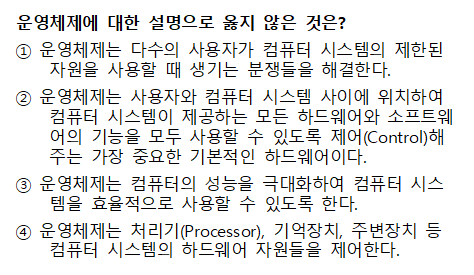 운영체제에 대한 설명으로 옳지 않은 것은?
① 운영체제는 다수의 사용자가 컴퓨터 시스템의 제한된
자원을 사용할 때 생기는 분쟁들을 해결한다.
② 운영체제는 사용자와 컴퓨터 시스템 사이에 위치하여
컴퓨터 시스템이 제공하는 모든 하드웨어와 소프트웨
어의 기능을 모두 사용할 수 있도록 제어(Control)해
주는 가장 중요한 기본적인 하드웨어이다.
③ 운영체제는 컴퓨터의 성능을 극대화하여 컴퓨터 시스
템을 효율적으로 사용할 수 있도록 한다.
④ 운영체제는 처리기(Processor), 기억장치, 주변장치 등
컴퓨터 시스템의 하드웨어 자원들을 제어한다.